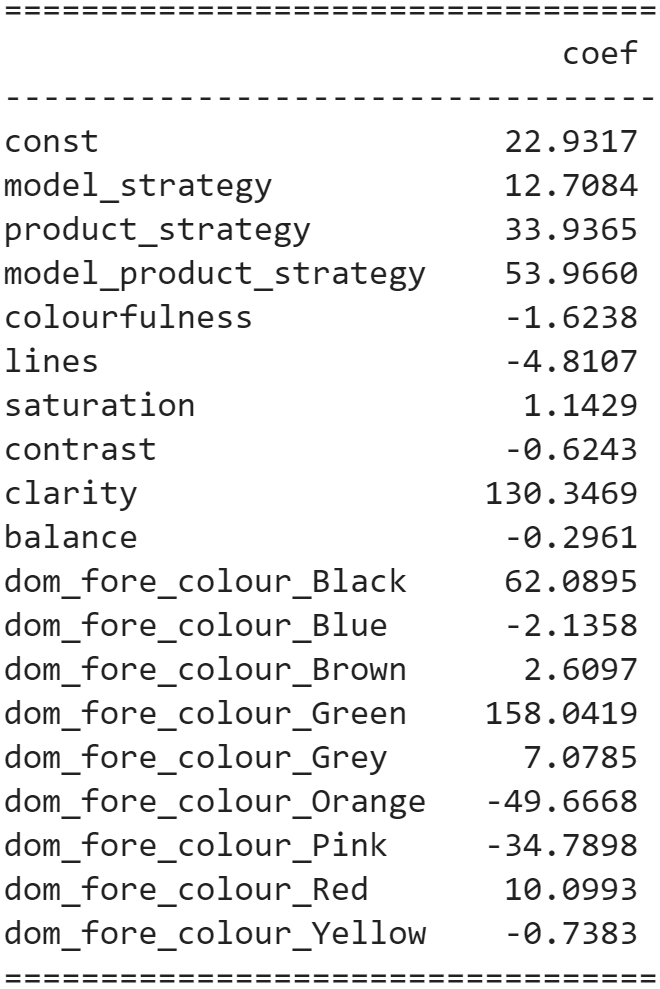 ==================================
coef
----------------------------------
const 22.9317
model_strategy 12.7084
product_strategy 33.9365
model_product_strategy 53.9660
colourfulness -1.6238
lines -4.8107
saturation 1.1429
contrast -0.6243
clarity 130.3469
balance -0.2961
dom_fore_colour_Black 62.0895
dom_fore_colour_Blue -2.1358
dom_fore_colour_Brown 2.6097
dom_fore_colour_Green 158.0419
dom_fore_colour_Grey 7.0785
dom_fore_colour_Orange -49.6668
dom_fore_colour_Pink -34.7898
dom_fore_colour_Red 10.0993
dom_fore_colour_Yellow -0.7383
==================================